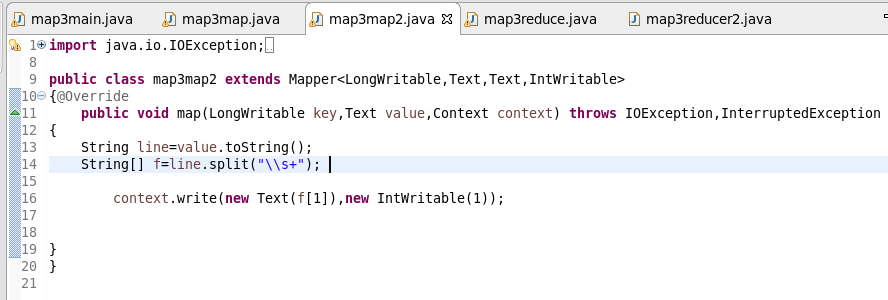 map3main.java map3map.java map3map2.java map3reduce.java map3reducer2.java
1 import java.io.IOException;
8
9 public class map3map2 extends Mapper<LongWritable,Text,Text,IntWritable>
10 {@Override
11 public void map(LongWritable key,Text value,Context context) throws IOException,InterruptedException
12 {
13 String line=value.toString();
14 String[] f=line.split("\\s+");
15
16 context.write(new Text(f[1]),new IntWritable(1));
17
18
19 }
20 }
21